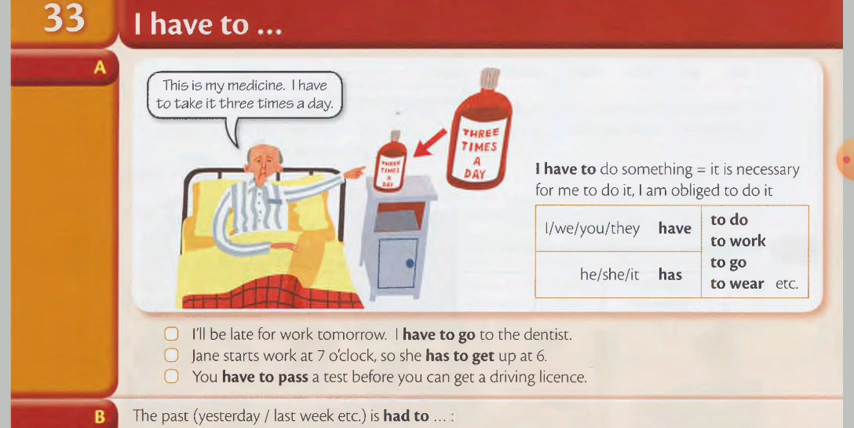 33
I have to ...
A
This is my medicine. I have
to take it three times a day.
THREE
TIMES
A
DAY
THREE
TIMES
A
DAY
I have to do something = it is necessary
for me to do it, I am obliged to do it
I/we/you/they have
he/she/it has
to do
to work
to go
to wear etc.
I'll be late for work tomorrow. I have to go to the dentist.
Jane starts work at 7 o'clock, so she has to get up at 6.
You have to pass a test before you can get a driving licence.
B
The past (yesterday / last week etc.) is had to ... :